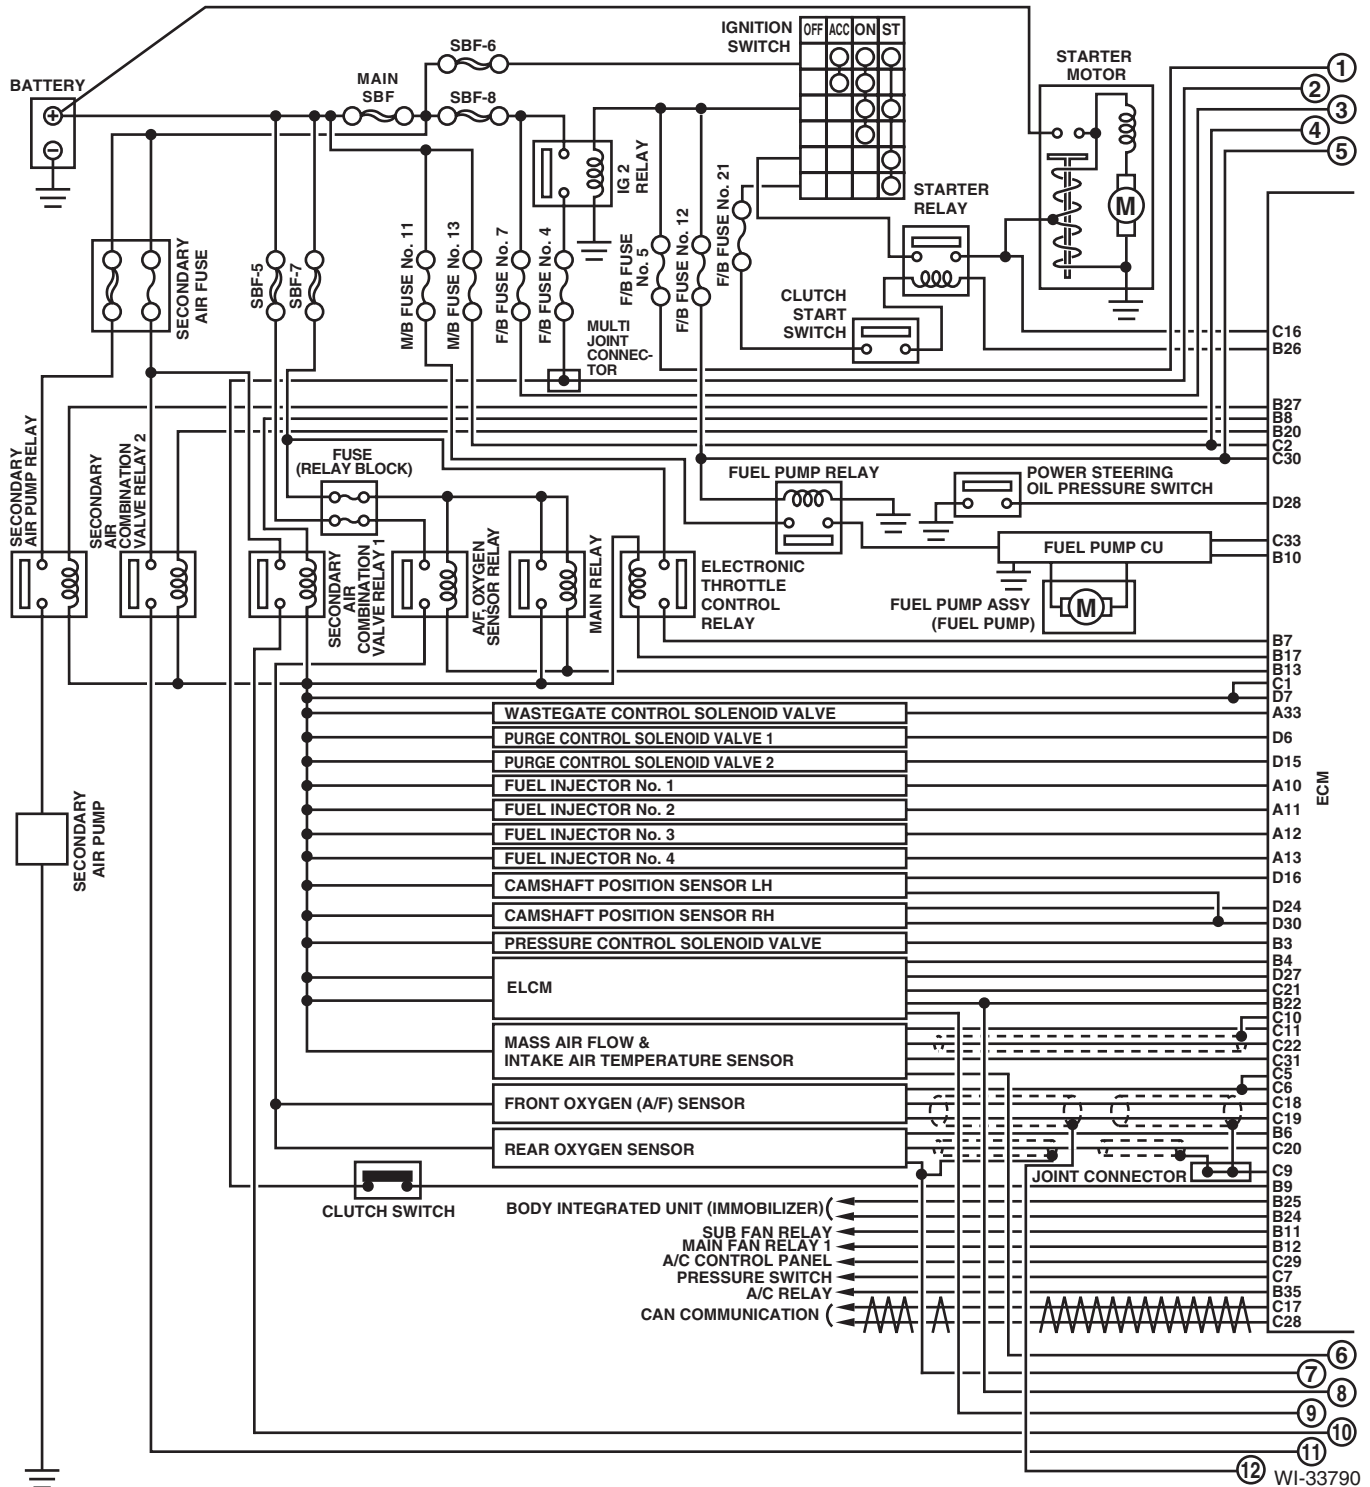 IGNITION
SWITCH
OFF ACC ON ST
SBF-6
STARTER
MOTOR
BATTERY
MAIN
SBF
SBF-8
1
2
3
4
5
+
−
IG 2
RELAY
M
STARTER
RELAY
SECONDARY
AIR FUSE
SBF-5
SBF-7
M/B FUSE No. 11
M/B FUSE No. 13
F/B FUSE No. 7
F/B FUSE No. 4
F/B FUSE
No. 5
F/B FUSE No. 12
F/B FUSE No. 21
CLUTCH
START
SWITCH
MULTI
JOINT
CONNEC-
TOR
C16
B26
B27
B8
B20
C2
C30
SECONDARY
AIR PUMP RELAY
SECONDARY
AIR
COMBINATION
VALVE RELAY 2
FUSE
(RELAY BLOCK)
FUEL PUMP RELAY
POWER STEERING
OIL PRESSURE SWITCH
D28
FUEL PUMP CU
C33
B10
SECONDARY
AIR
COMBINATION
VALVE RELAY 1
A/F, OXYGEN
SENSOR RELAY
MAIN RELAY
ELECTRONIC
THROTTLE
CONTROL
RELAY
FUEL PUMP ASSY
(FUEL PUMP)
M
B7
B17
B13
C1
D7
WASTEGATE CONTROL SOLENOID VALVE
A33
PURGE CONTROL SOLENOID VALVE 1
D6
PURGE CONTROL SOLENOID VALVE 2
D15
FUEL INJECTOR No. 1
A10
ECM
FUEL INJECTOR No. 2
A11
FUEL INJECTOR No. 3
A12
FUEL INJECTOR No. 4
A13
SECONDARY
AIR PUMP
CAMSHAFT POSITION SENSOR LH
D16
CAMSHAFT POSITION SENSOR RH
D24
D30
PRESSURE CONTROL SOLENOID VALVE
B3
ELCM
B4
D27
C21
B22
C10
MASS AIR FLOW &
INTAKE AIR TEMPERATURE SENSOR
C11
C22
C31
C5
FRONT OXYGEN (A/F) SENSOR
C6
C18
C19
REAR OXYGEN SENSOR
B6
C20
JOINT CONNECTOR
C9
CLUTCH SWITCH
B9
BODY INTEGRATED UNIT (IMMOBILIZER) (
B25
B24
SUB FAN RELAY
B11
MAIN FAN RELAY 1
B12
A/C CONTROL PANEL
C29
PRESSURE SWITCH
C7
A/C RELAY
B35
CAN COMMUNICATION (
C17
C28
6
7
8
9
10
11
12
WI-33790